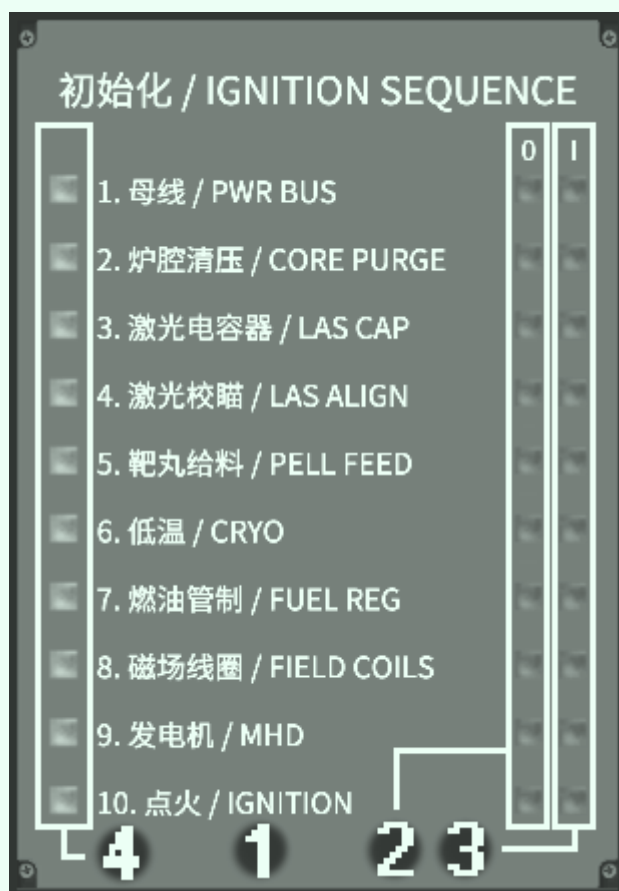 初始化 / IGNITION SEQUENCE
0 I
1. 母线 / PWR BUS
2. 炉腔清压 / CORE PURGE
3. 激光电容器 / LAS CAP
4. 激光校瞄 / LAS ALIGN
5. 靶丸给料 / PELL FEED
6. 低温 / CRYO
7. 燃油管制 / FUEL REG
8. 磁场线圈 / FIELD COILS
9. 发电机 / MHD
10. 点火 / IGNITION
4 1 2 3